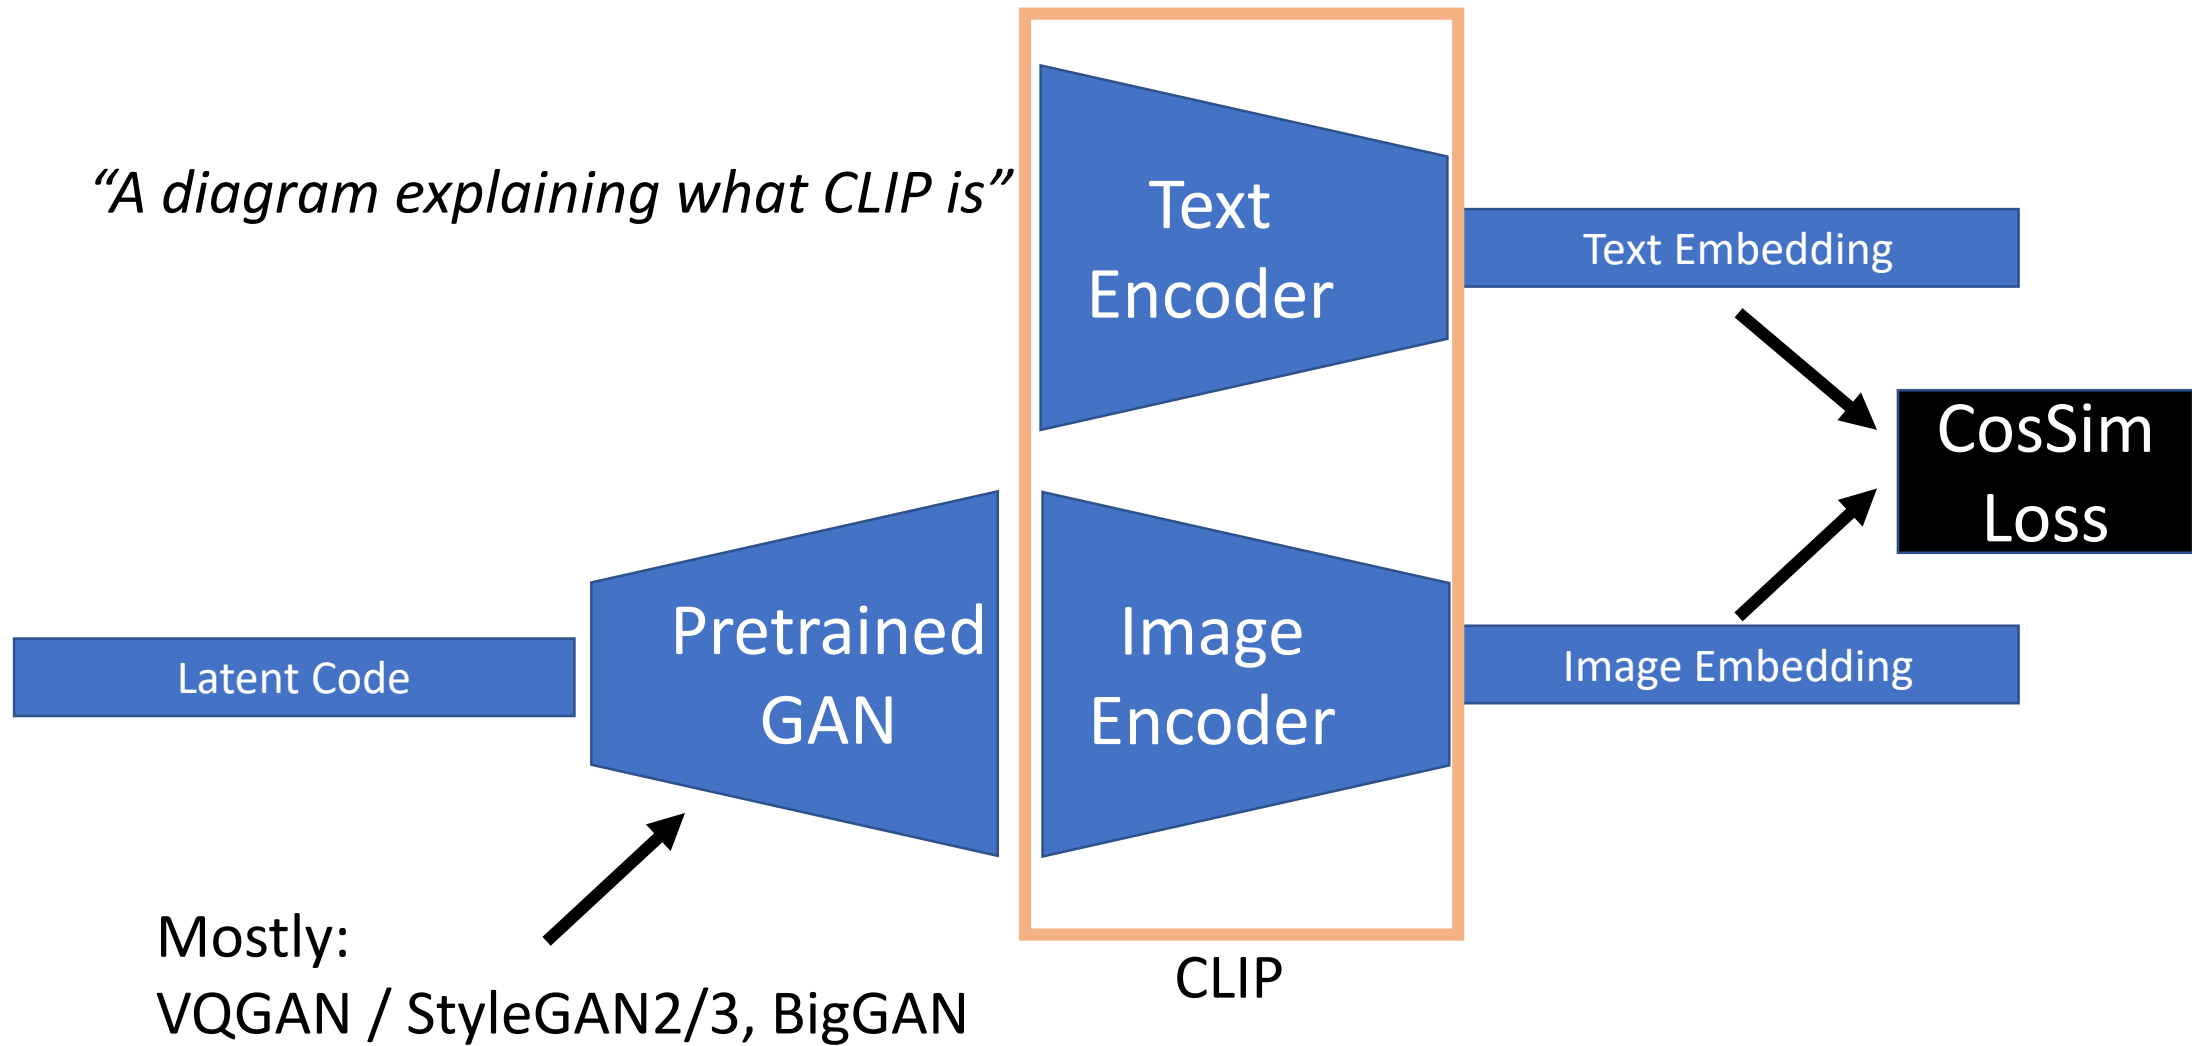 “A diagram explaining what CLIP is”
Text
Encoder
Text Embedding
CosSim
Loss
Latent Code
Pretrained
GAN
Image
Encoder
Image Embedding
Mostly:
VQGAN / StyleGAN2/3, BigGAN
CLIP